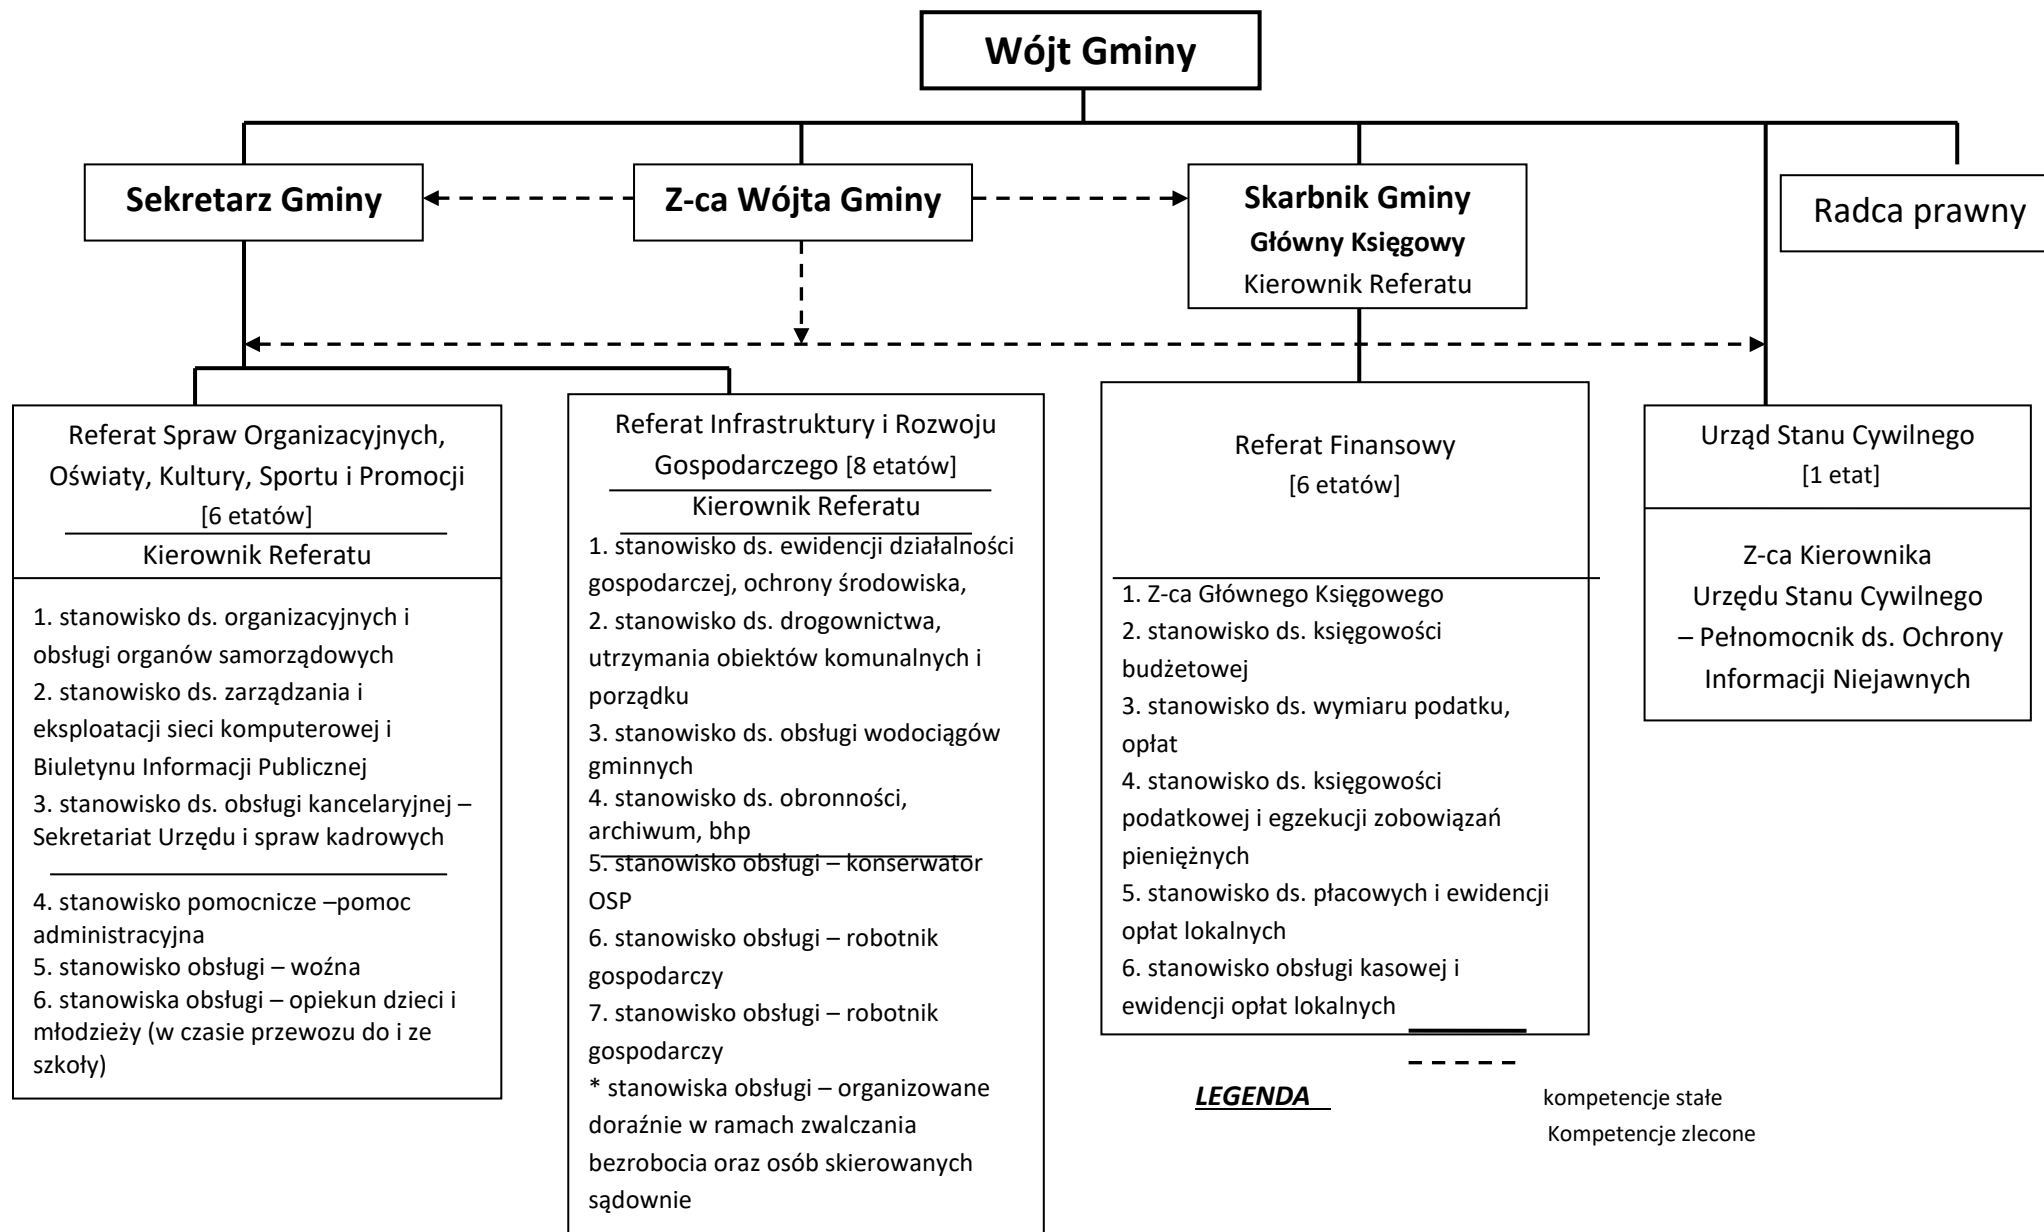 Wójt Gminy
Sekretarz Gminy
Z-ca Wójta Gminy
Skarbnik Gminy
Główny Księgowy
Kierownik Referatu
Radca prawny
Referat Spraw Organizacyjnych,
Oświaty, Kultury, Sportu i Promocji
[6 etatów]
Kierownik Referatu
1. stanowisko ds. organizacyjnych i
obsługi organów samorządowych
2. stanowisko ds. zarządzania i
eksploatacji sieci komputerowej i
Biuletynu Informacji Publicznej
3. stanowisko ds. obsługi kancelaryjnej –
Sekretariat Urzędu i spraw kadrowych
4. stanowisko pomocnicze –pomoc
administracyjna
5. stanowisko obsługi – woźna
6. stanowiska obsługi – opiekun dzieci i
młodzieży (w czasie przewozu do i ze
szkoły)
Referat Infrastruktury i Rozwoju
Gospodarczego [8 etatów]
Kierownik Referatu
1. stanowisko ds. ewidencji działalności
gospodarczej, ochrony środowiska,
2. stanowisko ds. drogownictwa,
utrzymania obiektów komunalnych i
porządku
3. stanowisko ds. obsługi wodociągów
gminnych
4. stanowisko ds. obronności,
archiwum, bhp
5. stanowisko obsługi – konserwator
OSP
6. stanowisko obsługi – robotnik
gospodarczy
7. stanowisko obsługi – robotnik
gospodarczy
* stanowiska obsługi – organizowane
doraźnie w ramach zwalczania
bezrobocia oraz osób skierowanych
sądownie
Referat Finansowy
[6 etatów]
1. Z-ca Głównego Księgowego
2. stanowisko ds. księgowości
budżetowej
3. stanowisko ds. wymiaru podatku,
opłat
4. stanowisko ds. księgowości
podatkowej i egzekucji zobowiązań
pieniężnych
5. stanowisko ds. płacowych i ewidencji
opłat lokalnych
6. stanowisko obsługi kasowej i
ewidencji opłat lokalnych
Urząd Stanu Cywilnego
[1 etat]
Z-ca Kierownika
Urzędu Stanu Cywilnego
– Pełnomocnik ds. Ochrony
Informacji Niejawnych
LEGENDA
kompetencje stałe
Kompetencje zlecone